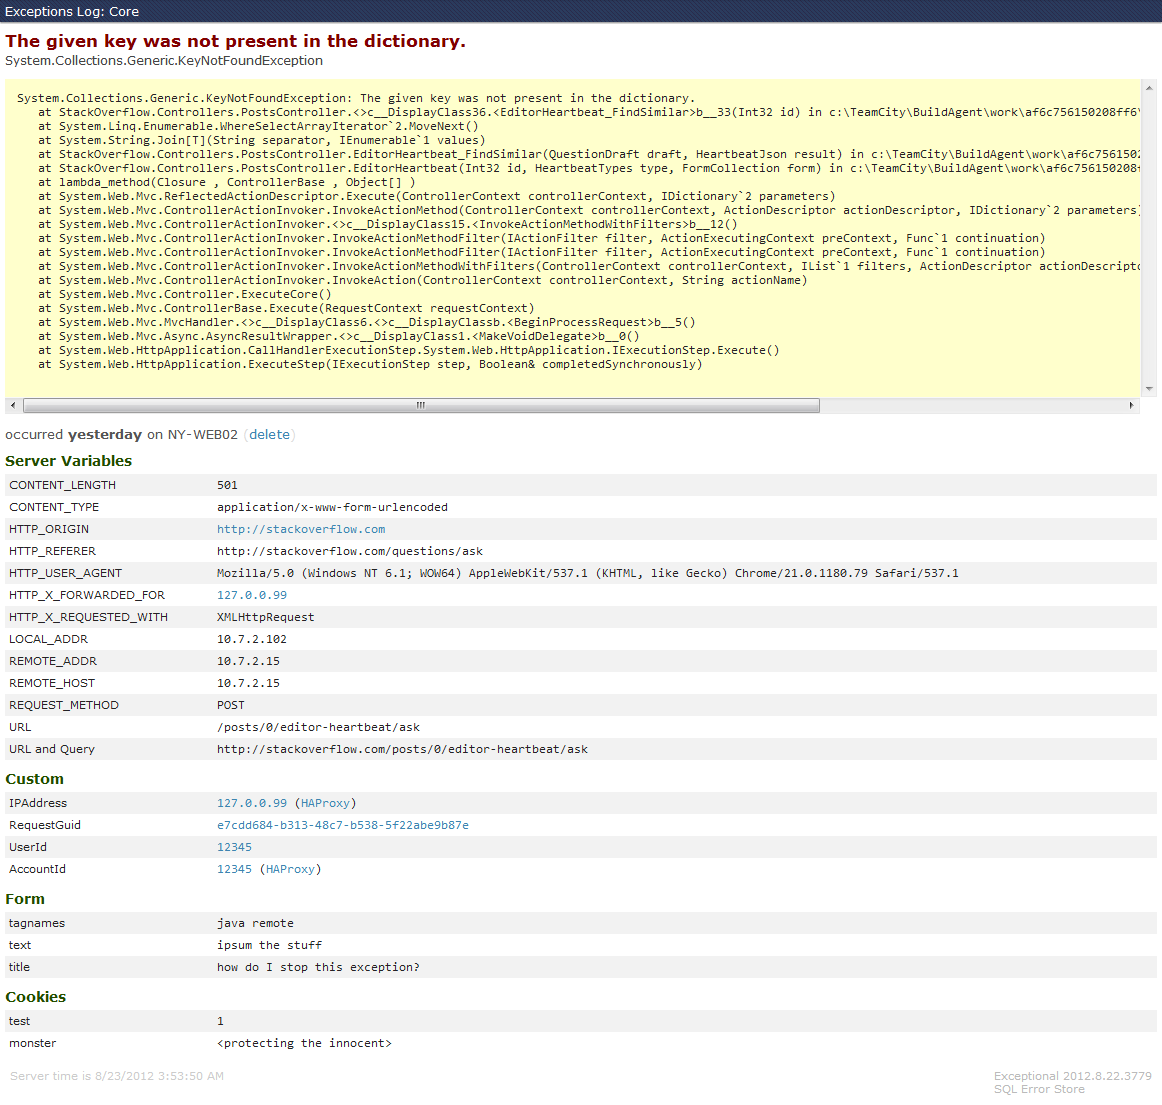 Exceptions Log: Core
The given key was not present in the dictionary.
System.Collections.Generic.KeyNotFoundException
System.Collections.Generic.KeyNotFoundException: The given key was not present in the dictionary.
at StackOverflow.Controllers.PostsController.<>c__DisplayClass36.<EditorHeartbeat_FindSimilar>b__33(Int32 id) in c:\TeamCity\BuildAgent\work\af6c756150208ff6\
at System.Linq.Enumerable.WhereSelectArrayIterator`2.MoveNext()
at System.String.Join[T](String separator, IEnumerable`1 values)
at StackOverflow.Controllers.PostsController.EditorHeartbeat_FindSimilar(QuestionDraft draft, HeartbeatJson result) in c:\TeamCity\BuildAgent\work\af6c756150
at StackOverflow.Controllers.PostsController.EditorHeartbeat(Int32 id, HeartbeatTypes type, FormCollection form) in c:\TeamCity\BuildAgent\work\af6c756150208
at lambda_method(Closure , ControllerBase , Object[] )
at System.Web.Mvc.ReflectedActionDescriptor.Execute(ControllerContext controllerContext, IDictionary`2 parameters)
at System.Web.Mvc.ControllerActionInvoker.InvokeActionMethod(ControllerContext controllerContext, ActionDescriptor actionDescriptor, IDictionary`2 parameters)
at System.Web.Mvc.ControllerActionInvoker.<>c__DisplayClass15.<InvokeActionMethodWithFilters>b__12()
at System.Web.Mvc.ControllerActionInvoker.InvokeActionMethodFilter(IActionFilter filter, ActionExecutingContext preContext, Func`1 continuation)
at System.Web.Mvc.ControllerActionInvoker.InvokeActionMethodFilter(IActionFilter filter, ActionExecutingContext preContext, Func`1 continuation)
at System.Web.Mvc.ControllerActionInvoker.InvokeActionMethodWithFilters(ControllerContext controllerContext, IList`1 filters, ActionDescriptor actionDescripto
at System.Web.Mvc.ControllerActionInvoker.InvokeAction(ControllerContext controllerContext, String actionName)
at System.Web.Mvc.Controller.ExecuteCore()
at System.Web.Mvc.ControllerBase.Execute(RequestContext requestContext)
at System.Web.Mvc.MvcHandler.<>c__DisplayClass6.<>c__DisplayClassb.<BeginProcessRequest>b__5()
at System.Web.Mvc.Async.AsyncResultWrapper.<>c__DisplayClass1.<MakeVoidDelegate>b__0()
at System.Web.HttpApplication.CallHandlerExecutionStep.System.Web.HttpApplication.IExecutionStep.Execute()
at System.Web.HttpApplication.ExecuteStep(IExecutionStep step, Boolean& completedSynchronously)
occurred yesterday on NY-WEB02 (delete)
Server Variables
CONTENT_LENGTH 501
CONTENT_TYPE application/x-www-form-urlencoded
HTTP_ORIGIN http://stackoverflow.com
HTTP_REFERER http://stackoverflow.com/questions/ask
HTTP_USER_AGENT Mozilla/5.0 (Windows NT 6.1; WOW64) AppleWebKit/537.1 (KHTML, like Gecko) Chrome/21.0.1180.79 Safari/537.1
HTTP_X_FORWARDED_FOR 127.0.0.99
HTTP_X_REQUESTED_WITH XMLHttpRequest
LOCAL_ADDR 10.7.2.102
REMOTE_ADDR 10.7.2.15
REMOTE_HOST 10.7.2.15
REQUEST_METHOD POST
URL /posts/0/editor-heartbeat/ask
URL and Query http://stackoverflow.com/posts/0/editor-heartbeat/ask
Custom
IPAddress 127.0.0.99 (HAProxy)
RequestGuid e7cdd684-b313-48c7-b538-5f22abe9b87e
UserId 12345
AccountId 12345 (HAProxy)
Form
tagnames java remote
text ipsum the stuff
title how do I stop this exception?
Cookies
test 1
monster <protecting the innocent>
Server time is 8/23/2012 3:53:50 AM
Exceptional 2012.8.22.3779
SQL Error Store